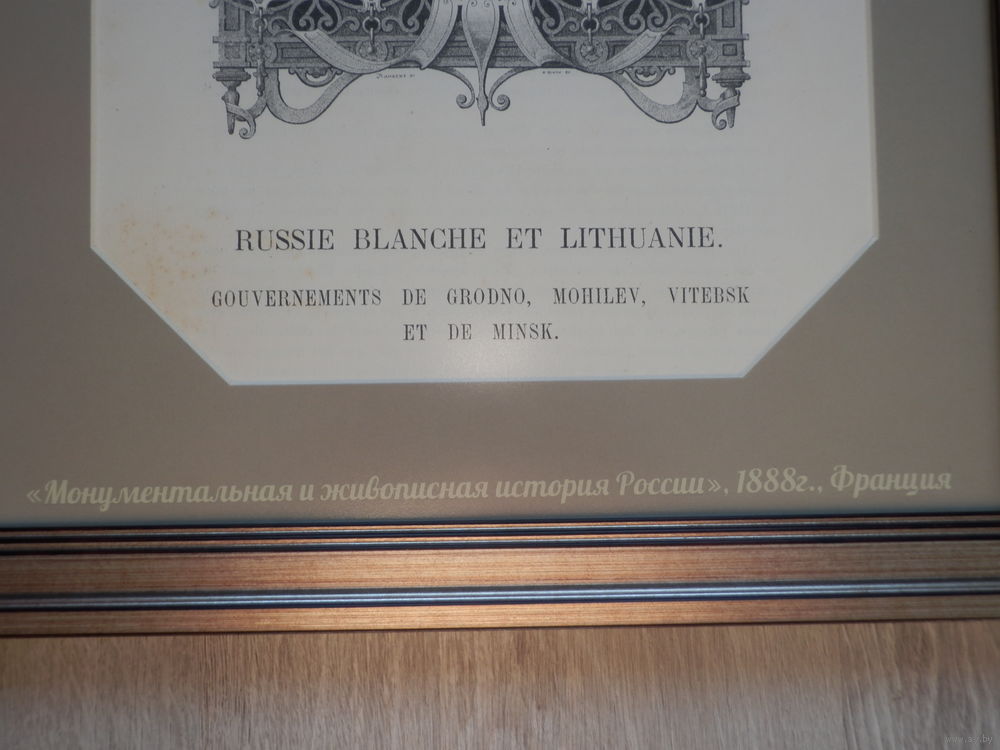 RUSSIE BLANCHE ET LITHUANIE.
GOUVERNEMENTS DE GRODNO, MOHILEV, VITEBSK
ET DE MINSK.
«Монументальная и живописная история России», 1888г., Франция